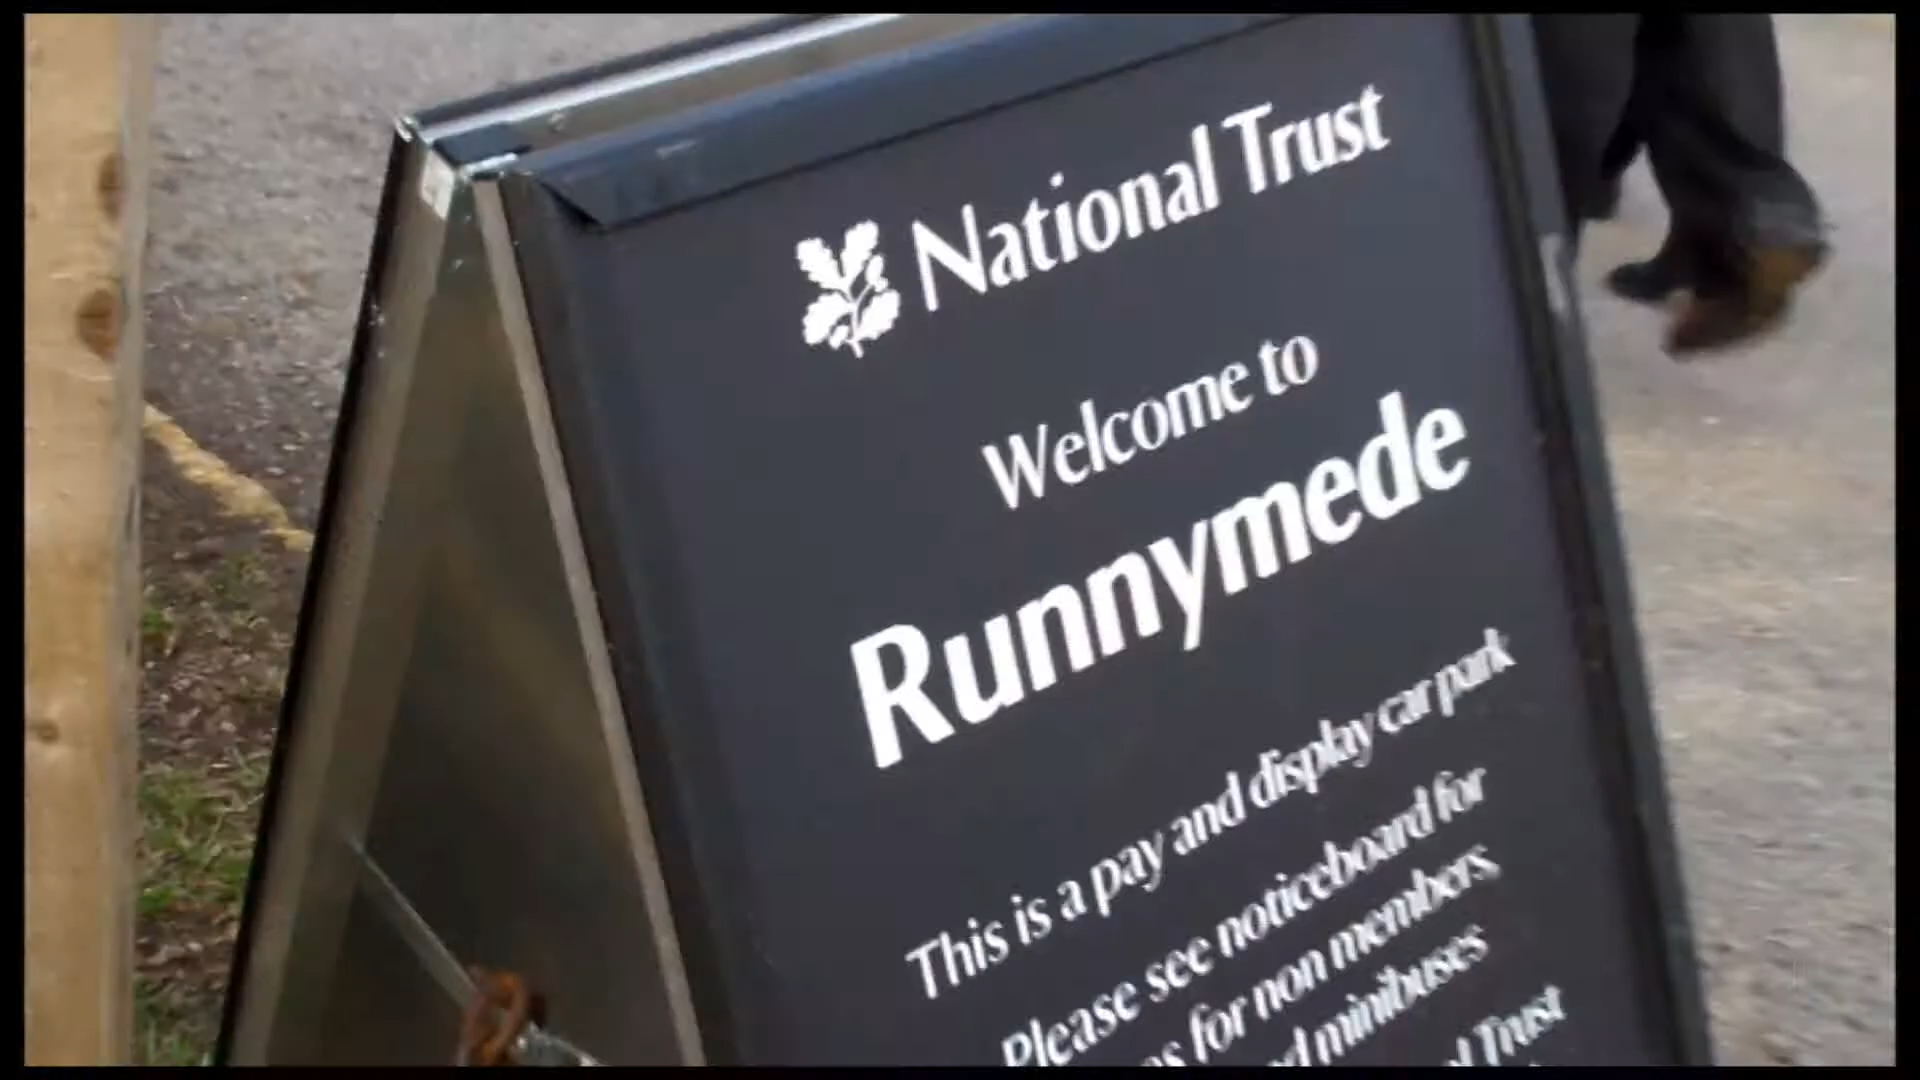 National Trust
Welcome to
Runnymede
This is a pay and display car park
Please see noticeboard for
for non members,
minibuses
Trust